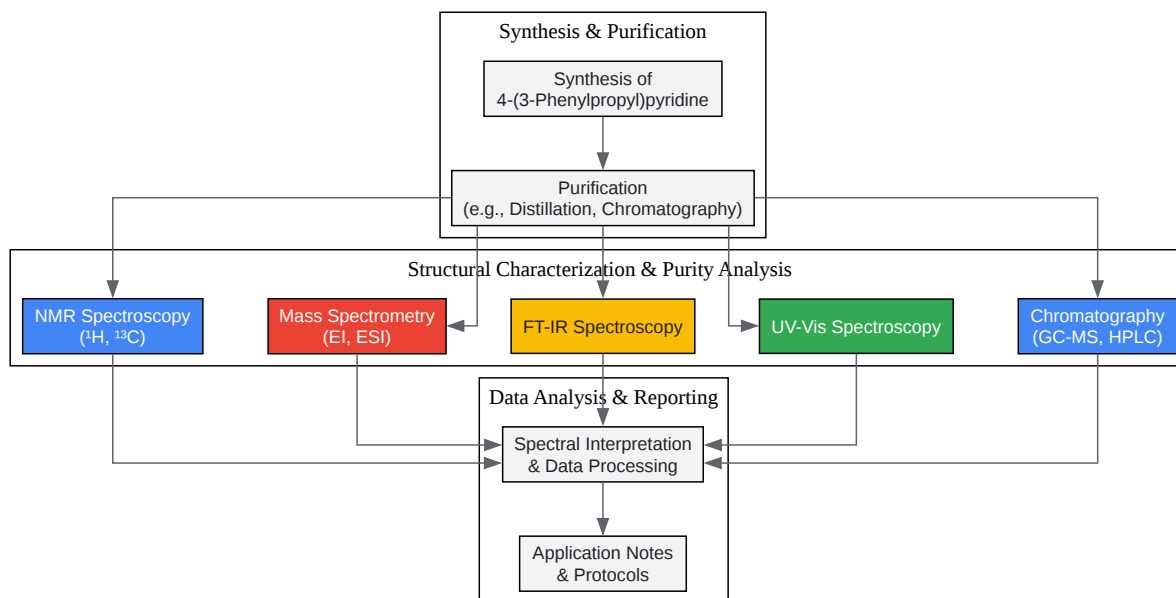 Synthesis & Purification
Synthesis of
4-(3-Phenylpropyl)pyridine
Purification
(e.g., Distillation, Chromatography)
Structural Characterization & Purity Analysis
NMR Spectroscopy
(¹H, ¹³C)
Mass Spectrometry
(EI, ESI)
FT-IR Spectroscopy
UV-Vis Spectroscopy
Chromatography
(GC-MS, HPLC)
Data Analysis & Reporting
Spectral Interpretation
& Data Processing
Application Notes
& Protocols